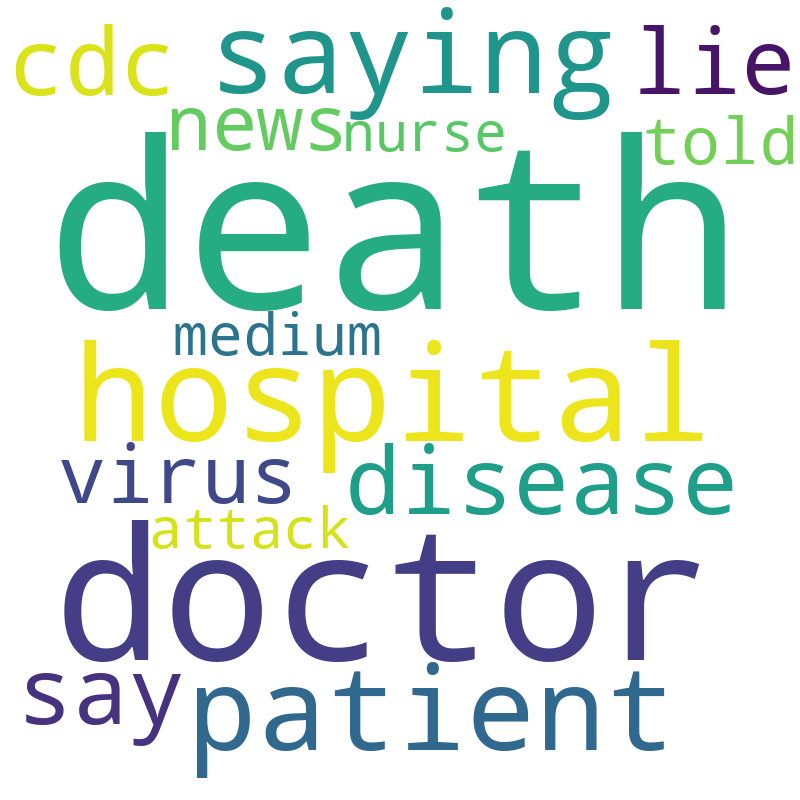 cdc saying lie
news nurse told
death
medium
hospital
virus disease
attack
doctor
say patient